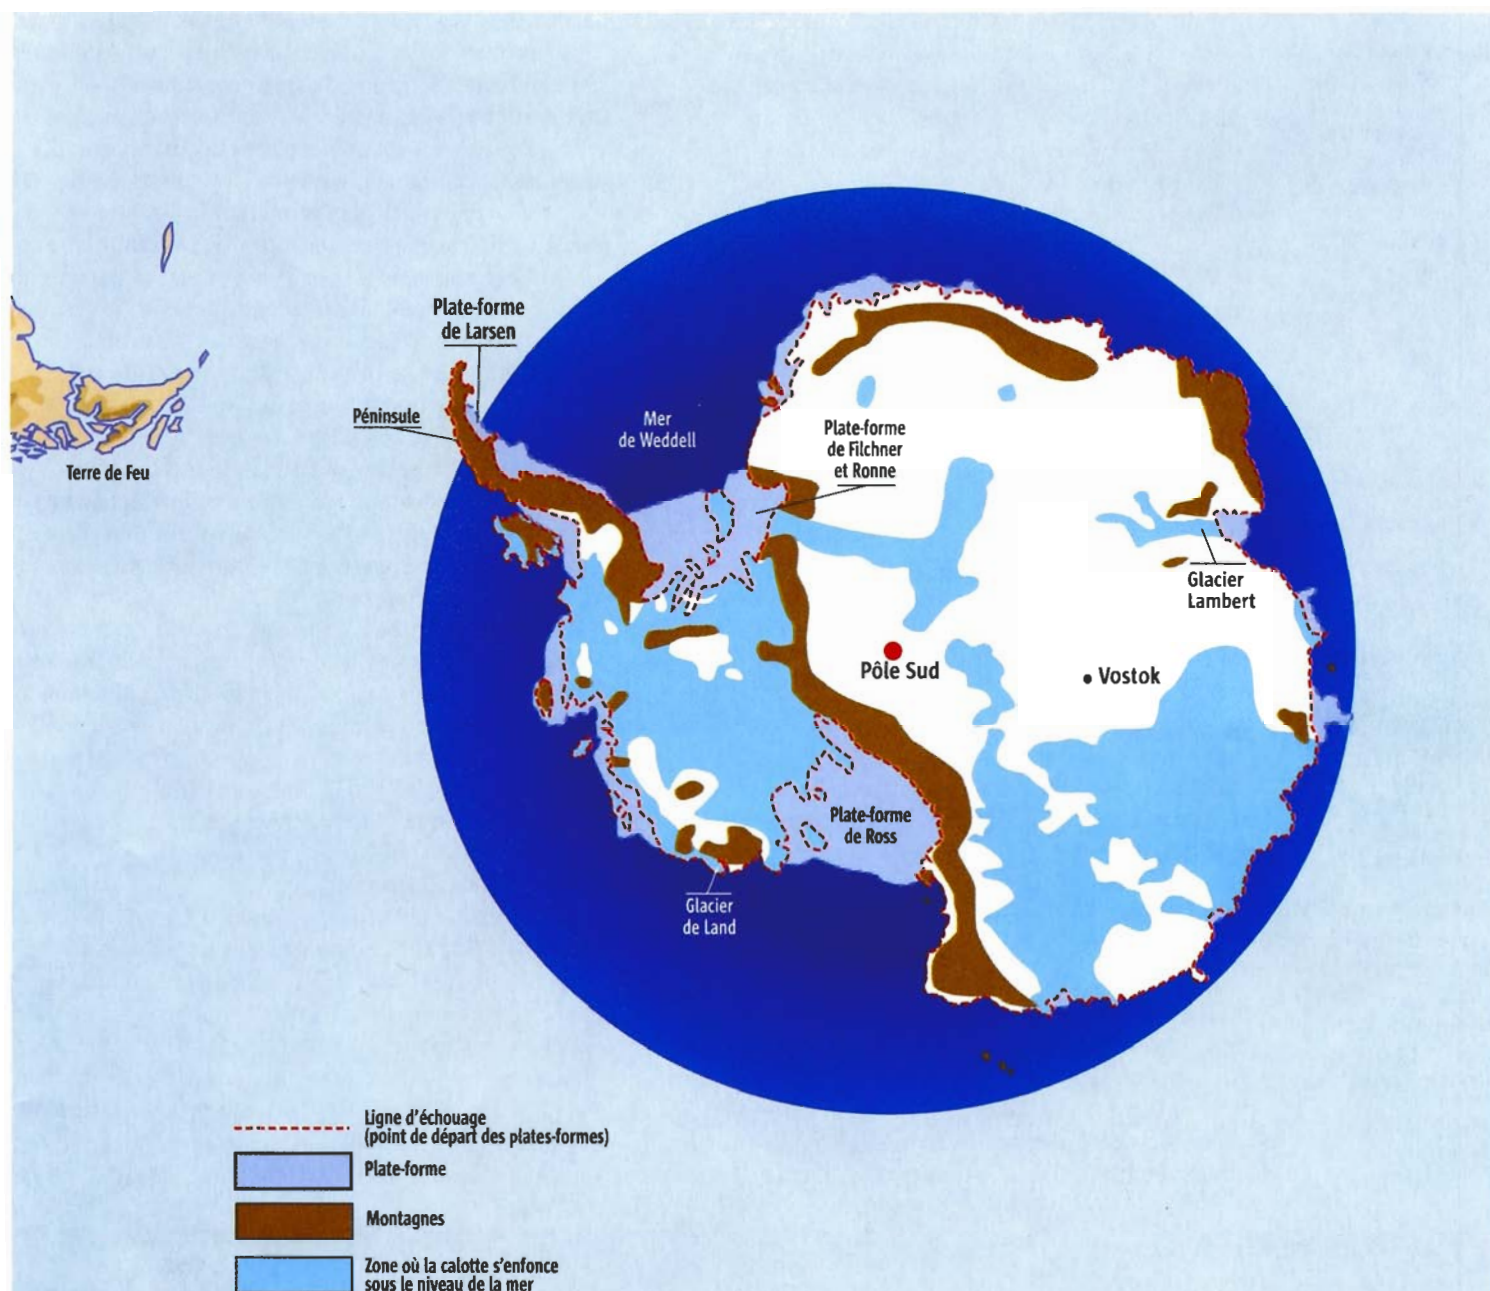 Plate-forme
de Larsen
Péninsule
Mer
de Weddell
Plate-forme
de Filchner
et Ronne
Terre de Feu
Glacier
Lambert
Pôle Sud
Vostok
Plate-forme
de Ross
Glacier
de Land
Ligne d'échouage
(point de départ des plates-formes)
Plate-forme
Montagnes
Zone où la calotte s'enfonce
sous le niveau de la mer